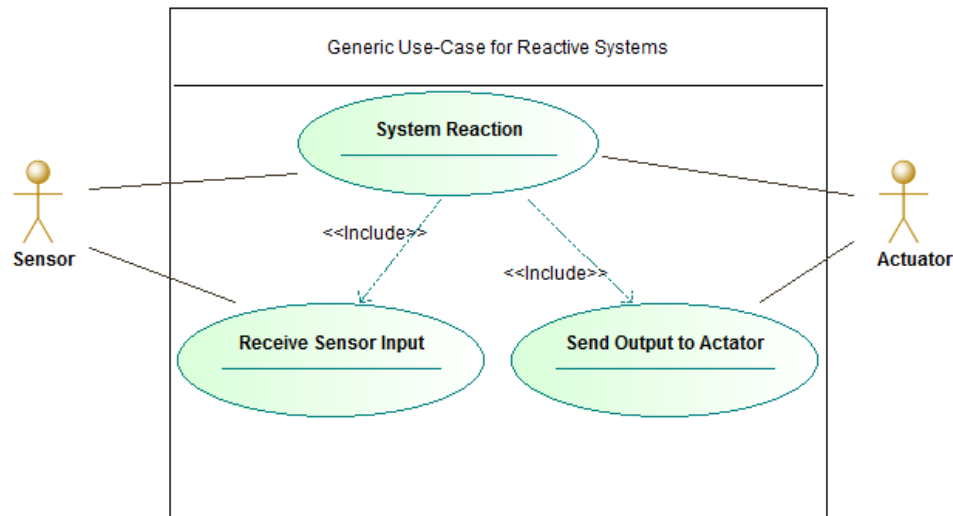 Generic Use-Case for Reactive Systems
System Reaction
<<Include>>
Sensor
Actuator
<<Include>>
Receive Sensor Input
Send Output to Actator